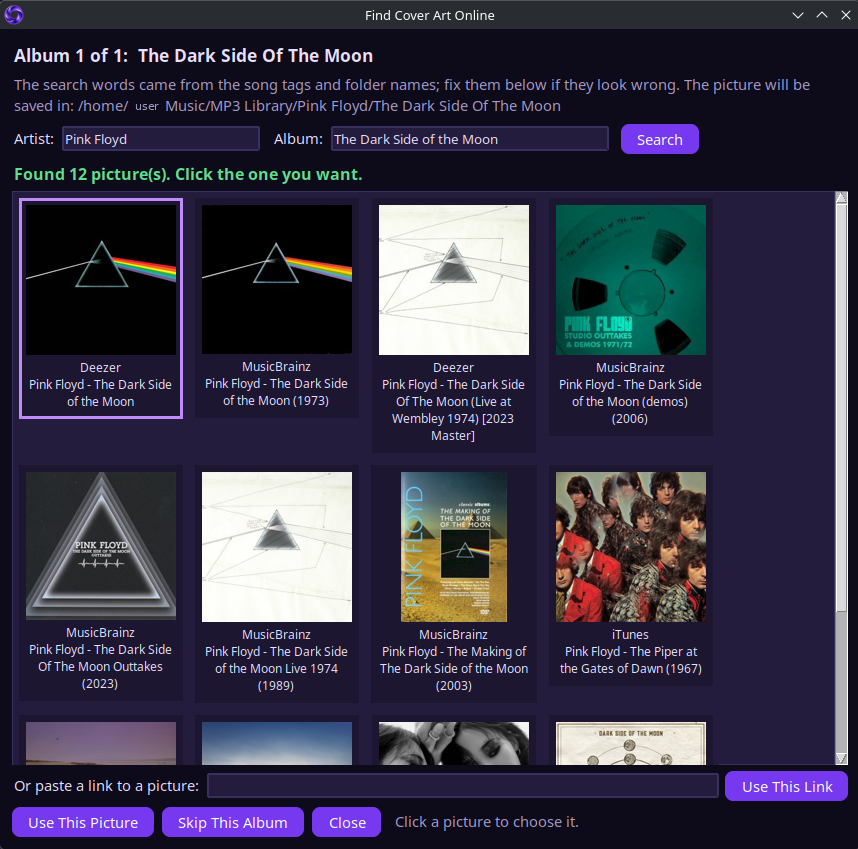 Find Cover Art Online
Album 1 of 1: The Dark Side Of The Moon
The search words came from the song tags and folder names; fix them below if they look wrong. The picture will be
saved in: /home/ user Music/MP3 Library/Pink Floyd/The Dark Side Of The Moon
Artist: Pink Floyd Album: The Dark Side of the Moon Search
Found 12 picture(s). Click the one you want.
THE DARK SIDE OF THE MOON
PINK FLOYD
STUDIO OUTTAKES
& DEMOS 1971/72
Deezer
Pink Floyd - The Dark Side
of the Moon
MusicBrainz
Pink Floyd - The Dark Side
of the Moon (1973)
Deezer
Pink Floyd - The Dark Side
Of The Moon (Live at
Wembley 1974) [2023
Master]
MusicBrainz
Pink Floyd - The Dark Side
of the Moon (demos)
(2006)
PINK FLOYD
THE DARK SIDE OF THE MOON
OUTTAKES
PINK FLOYD
classic albums
THE MAKING OF
THE DARK SIDE
OF THE MOON
MusicBrainz
Pink Floyd - The Dark Side
Of The Moon Outtakes
(2023)
MusicBrainz
Pink Floyd - The Dark Side
of the Moon Live 1974
(1989)
MusicBrainz
Pink Floyd - The Making of
The Dark Side of the Moon
(2003)
iTunes
Pink Floyd - The Piper at
the Gates of Dawn (1967)
DARK SIDE OF THE MOON
Or paste a link to a picture: Use This Link
Use This Picture Skip This Album Close Click a picture to choose it.